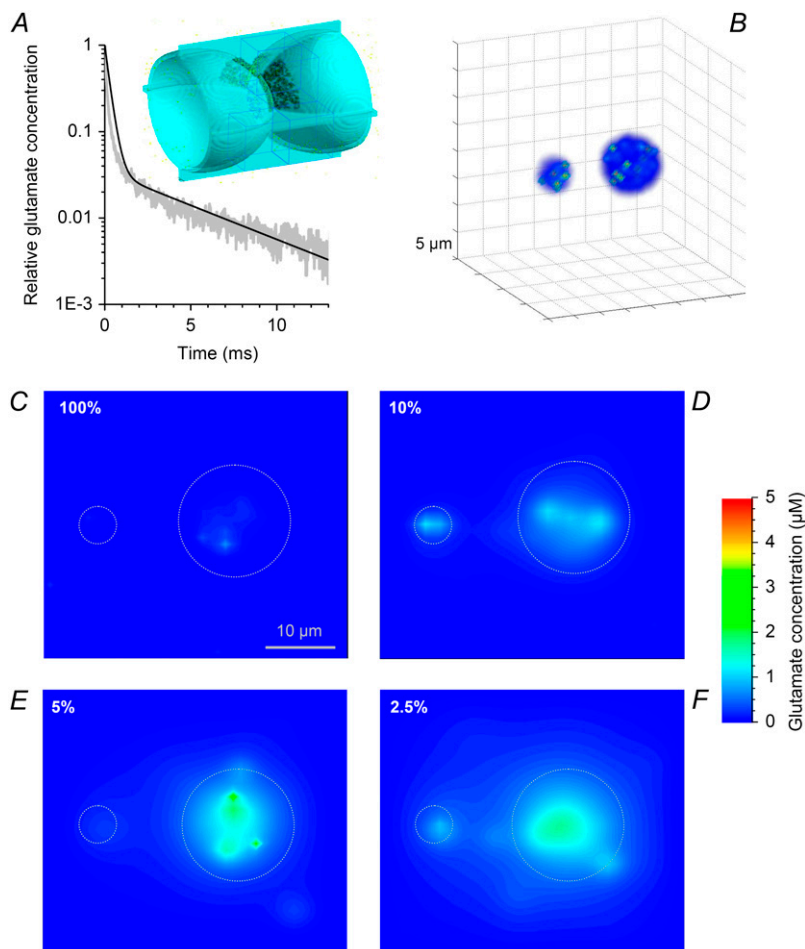 A
B
Relative glutamate concentration
1
0.1
0.01
1E-3
0
5
10
Time (ms)
5 µm
C
100%
10 µm
10%
D
E
5%
2.5%
F
5
4
3
2
1
0
Glutamate concentration (µM)